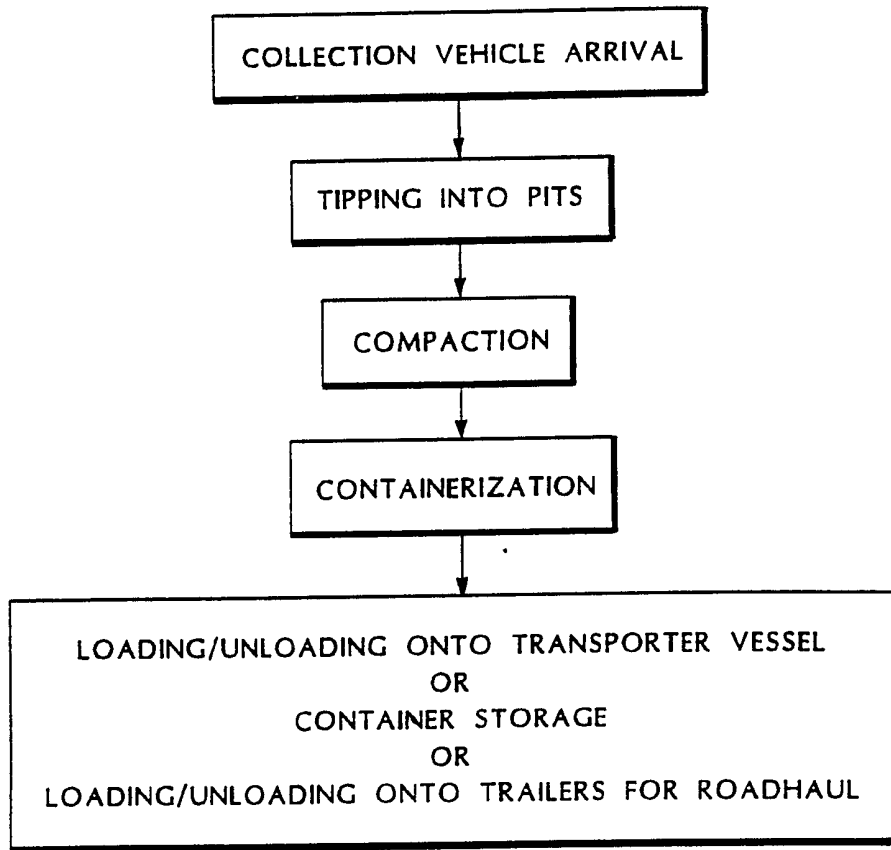 COLLECTION VEHICLE ARRIVAL
TIPPING INTO PITS
COMPACTION
CONTAINERIZATION
LOADING/UNLOADING ONTO TRANSPORTER VESSEL
OR
CONTAINER STORAGE
OR
LOADING/UNLOADING ONTO TRAILERS FOR ROADHAUL